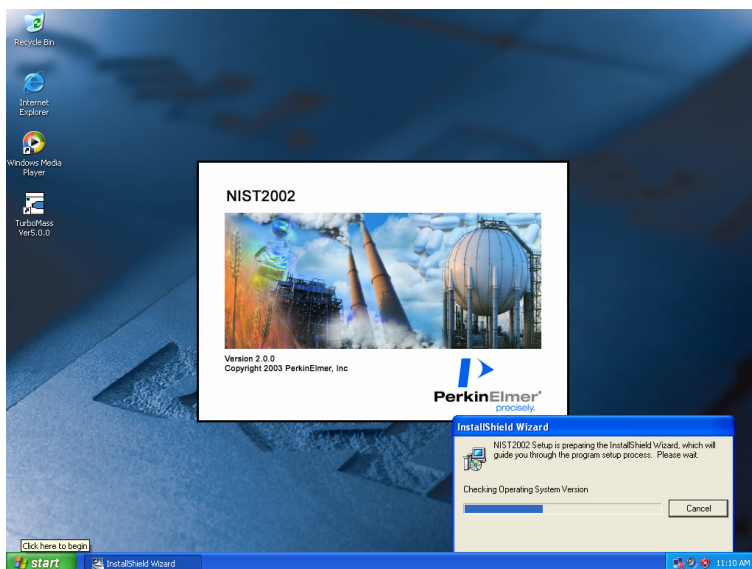 Recycle Bin
Internet
Explorer
Windows Media
Player
TurboMass
Ver5.0.0
NIST2002
Version 2.0.0
Copyright 2003 PerkinElmer, Inc
PerkinElmer
precisely.
InstallShield Wizard
NIST2002 Setup is preparing the InstallShield Wizard, which will
guide you through the program setup process. Please wait.
Checking Operating System Version
Cancel
Click here to begin
start
InstallShield Wizard
11:10 AM